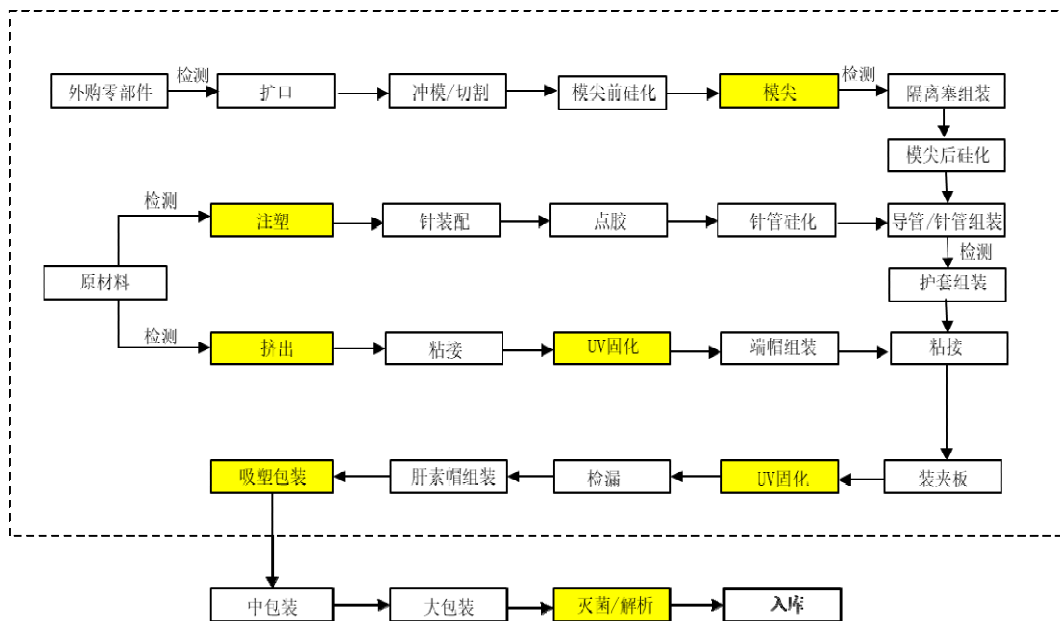 检测
检测
外购零部件
扩口
冲模/切割
模尖前硅化
模尖
隔离塞组装
模尖后硅化
检测
注塑
针装配
点胶
针管硅化
导管/针管组装
检测
原材料
护套组装
检测
挤出
粘接
UV固化
端帽组装
粘接
吸塑包装
肝素帽组装
检漏
UV固化
装夹板
中包装
大包装
灭菌/解析
入库